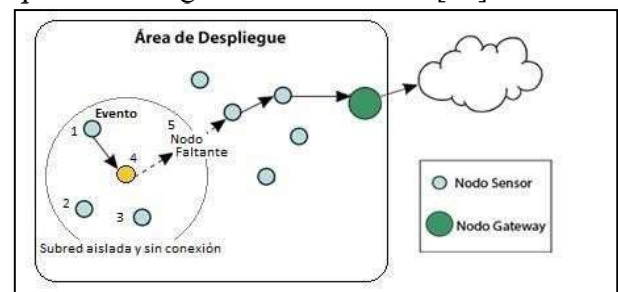 Área de Despliegue
Evento
1
5
Nodo
Faltante
4
2
3
Subred aislada y sin conexión
Nodo Sensor
Nodo Gateway